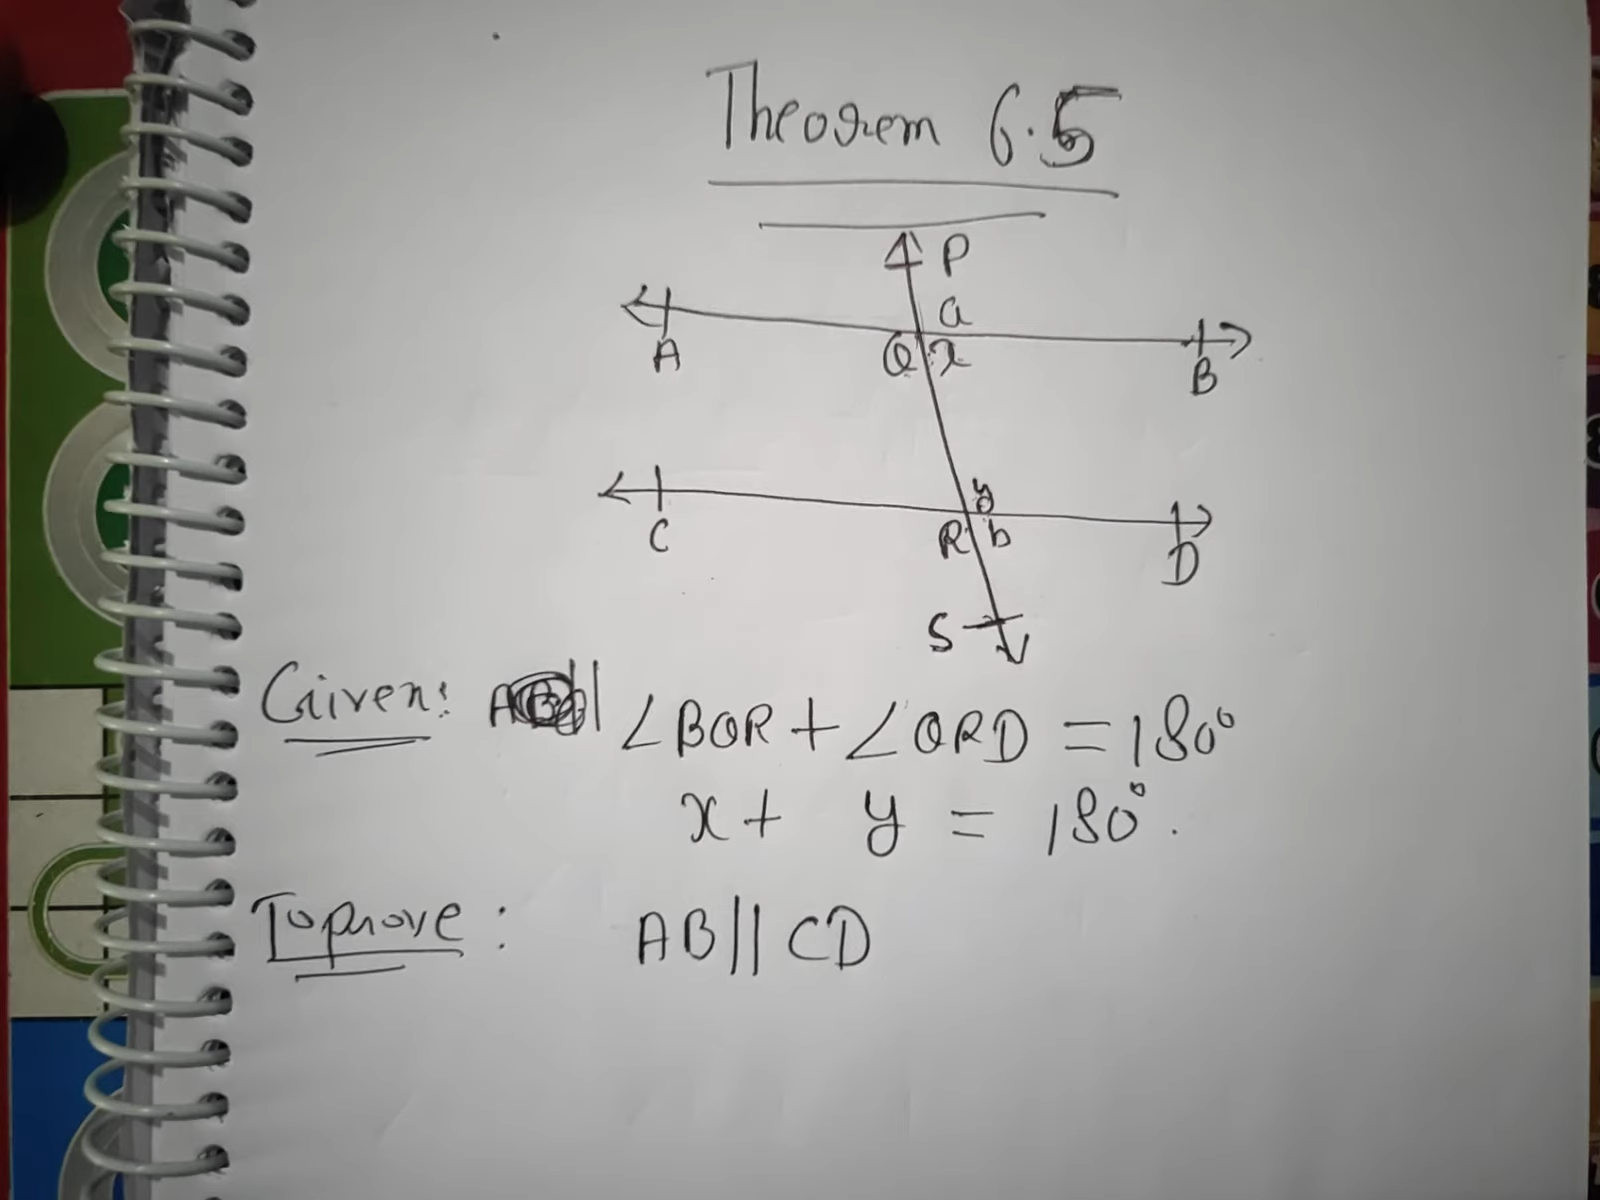 Theorem 6.5
P
a
A Q x B
y
C R b D
S
Given: ∠BQR + ∠QRD = 180°
x + y = 180°.
To prove: AB || CD